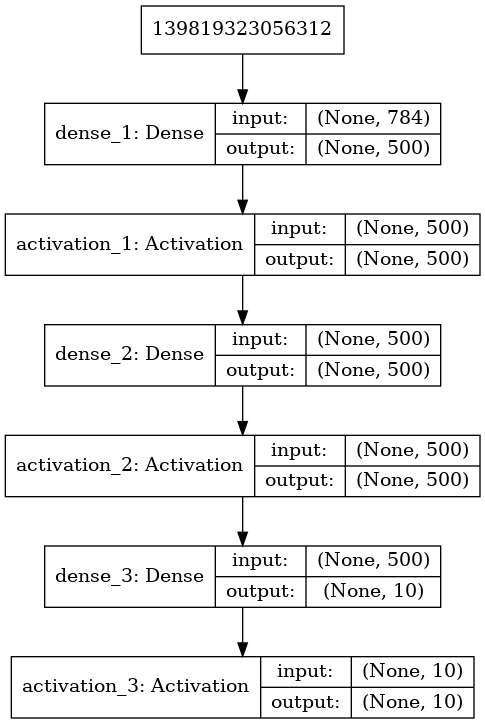 139819323056312
dense_1: Dense
input: (None, 784)
output: (None, 500)
activation_1: Activation
input: (None, 500)
output: (None, 500)
dense_2: Dense
input: (None, 500)
output: (None, 500)
activation_2: Activation
input: (None, 500)
output: (None, 500)
dense_3: Dense
input: (None, 500)
output: (None, 10)
activation_3: Activation
input: (None, 10)
output: (None, 10)